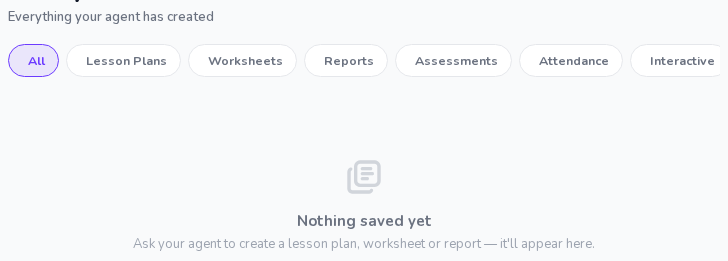 Everything your agent has created
All Lesson Plans Worksheets Reports Assessments Attendance Interactive
Nothing saved yet
Ask your agent to create a lesson plan, worksheet or report — it'll appear here.